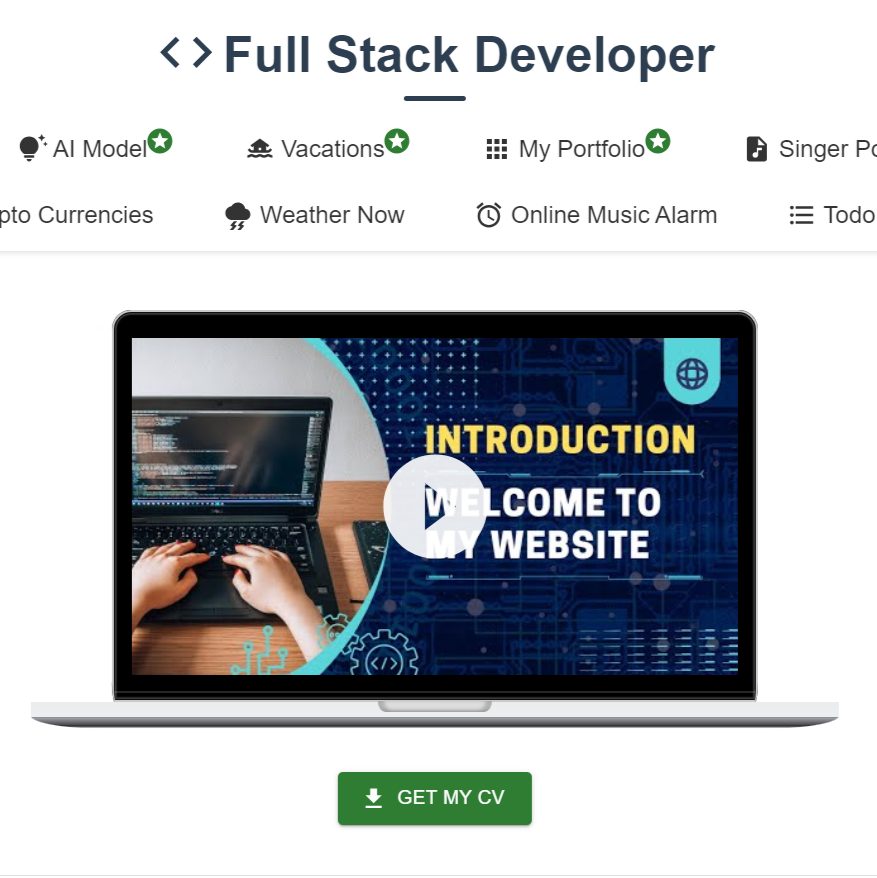 <> Full Stack Developer
AI Model Vacations My Portfolio Singer Po
pto Currencies Weather Now Online Music Alarm Todo
INTRODUCTION
WELCOME TO
MY WEBSITE
</>
GET MY CV